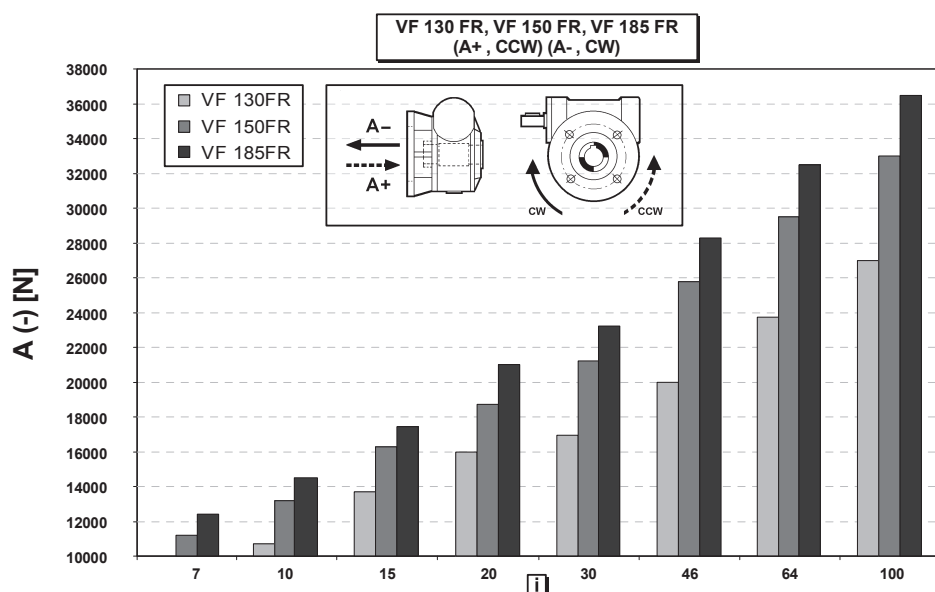 VF 130 FR, VF 150 FR, VF 185 FR
(A+ , CCW) (A- , CW)
38000
36000
34000
32000
30000
28000
26000
24000
22000
20000
18000
16000
14000
12000
10000
A (-) [N]
VF 130FR
VF 150FR
VF 185FR
A–
A+
CW
CCW
7 10 15 20 30 46 64 100
i